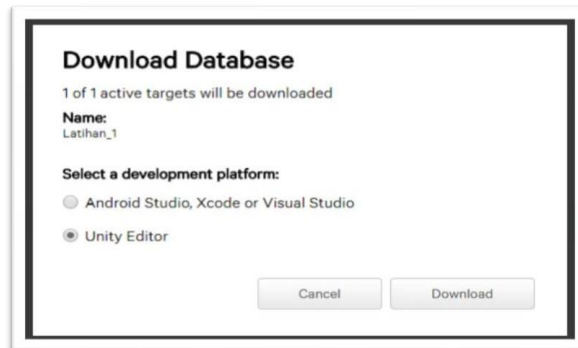 Download Database
1 of 1 active targets will be downloaded
Name:
Latihan_1
Select a development platform:
Android Studio, Xcode or Visual Studio
Unity Editor
Cancel
Download